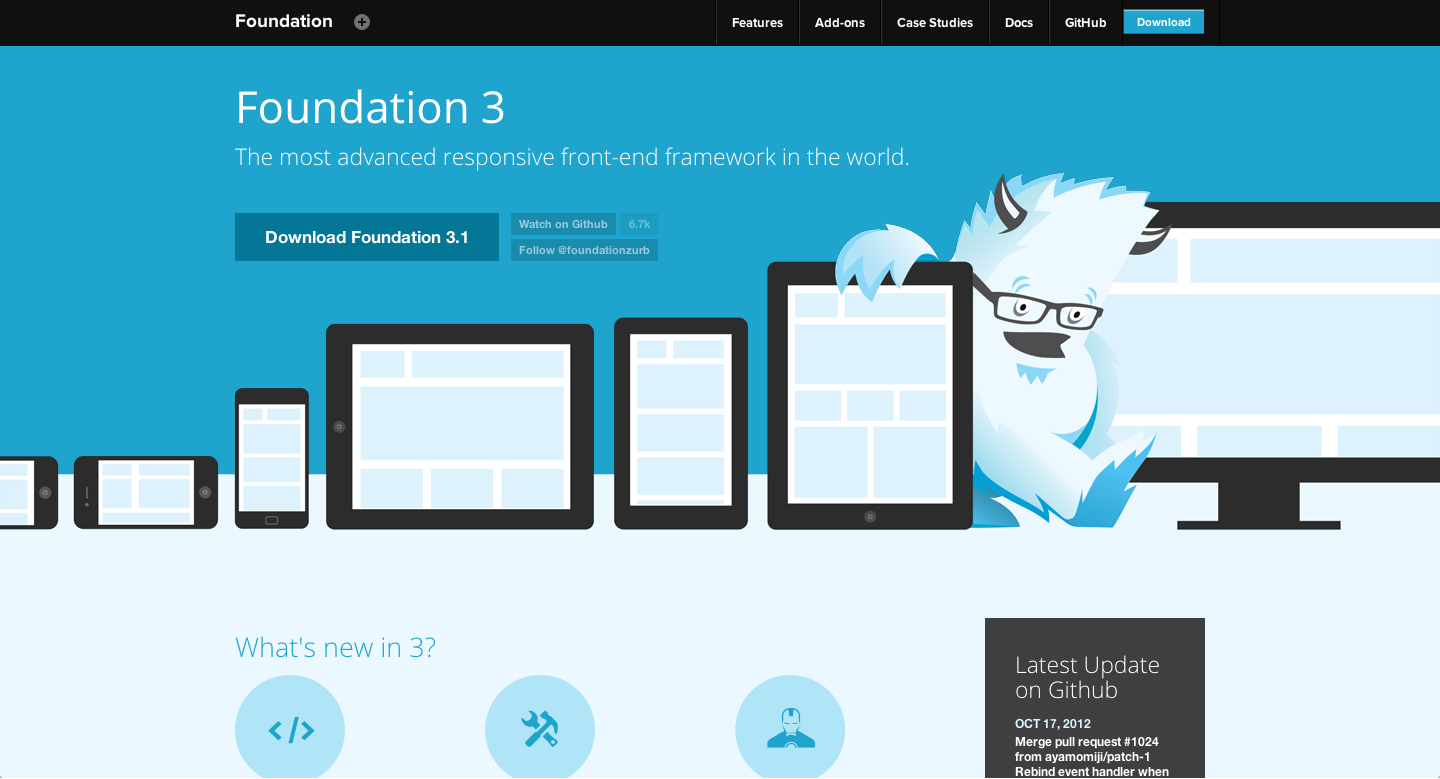 Foundation
Features
Add-ons
Case Studies
Docs
GitHub
Download
Foundation 3
The most advanced responsive front-end framework in the world.
Download Foundation 3.1
Watch on Github
6.7k
Follow @foundationzurb
What's new in 3?
Latest Update
on Github
OCT 17, 2012
Merge pull request #1024
from ayamomiji/patch-1
Rebind event handler when